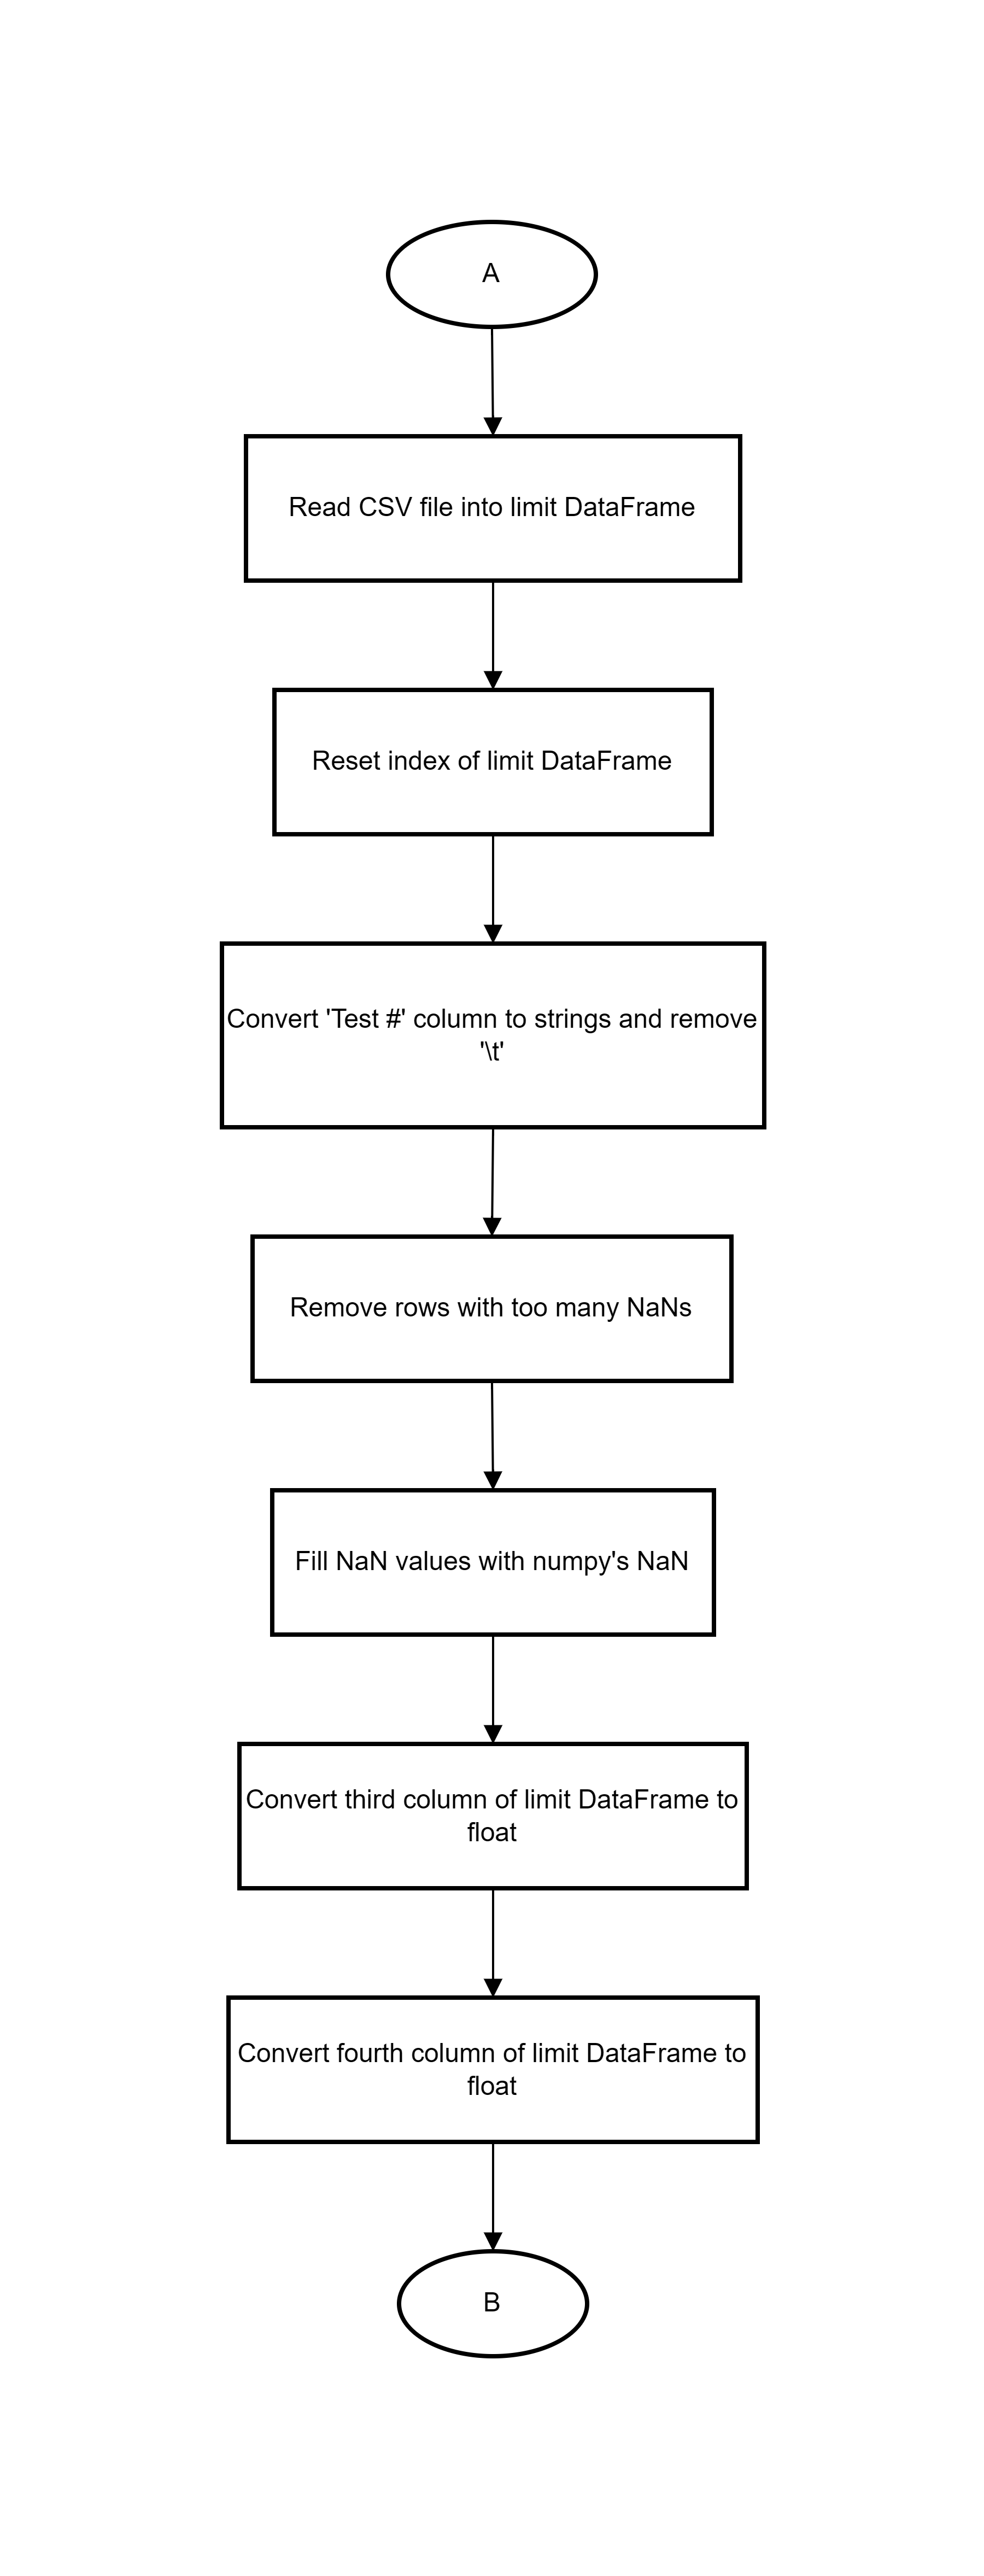 A
Read CSV file into limit DataFrame
Reset index of limit DataFrame
Convert 'Test #' column to strings and remove
'\t'
Remove rows with too many NaNs
Fill NaN values with numpy's NaN
Convert third column of limit DataFrame to
float
Convert fourth column of limit DataFrame to
float
B